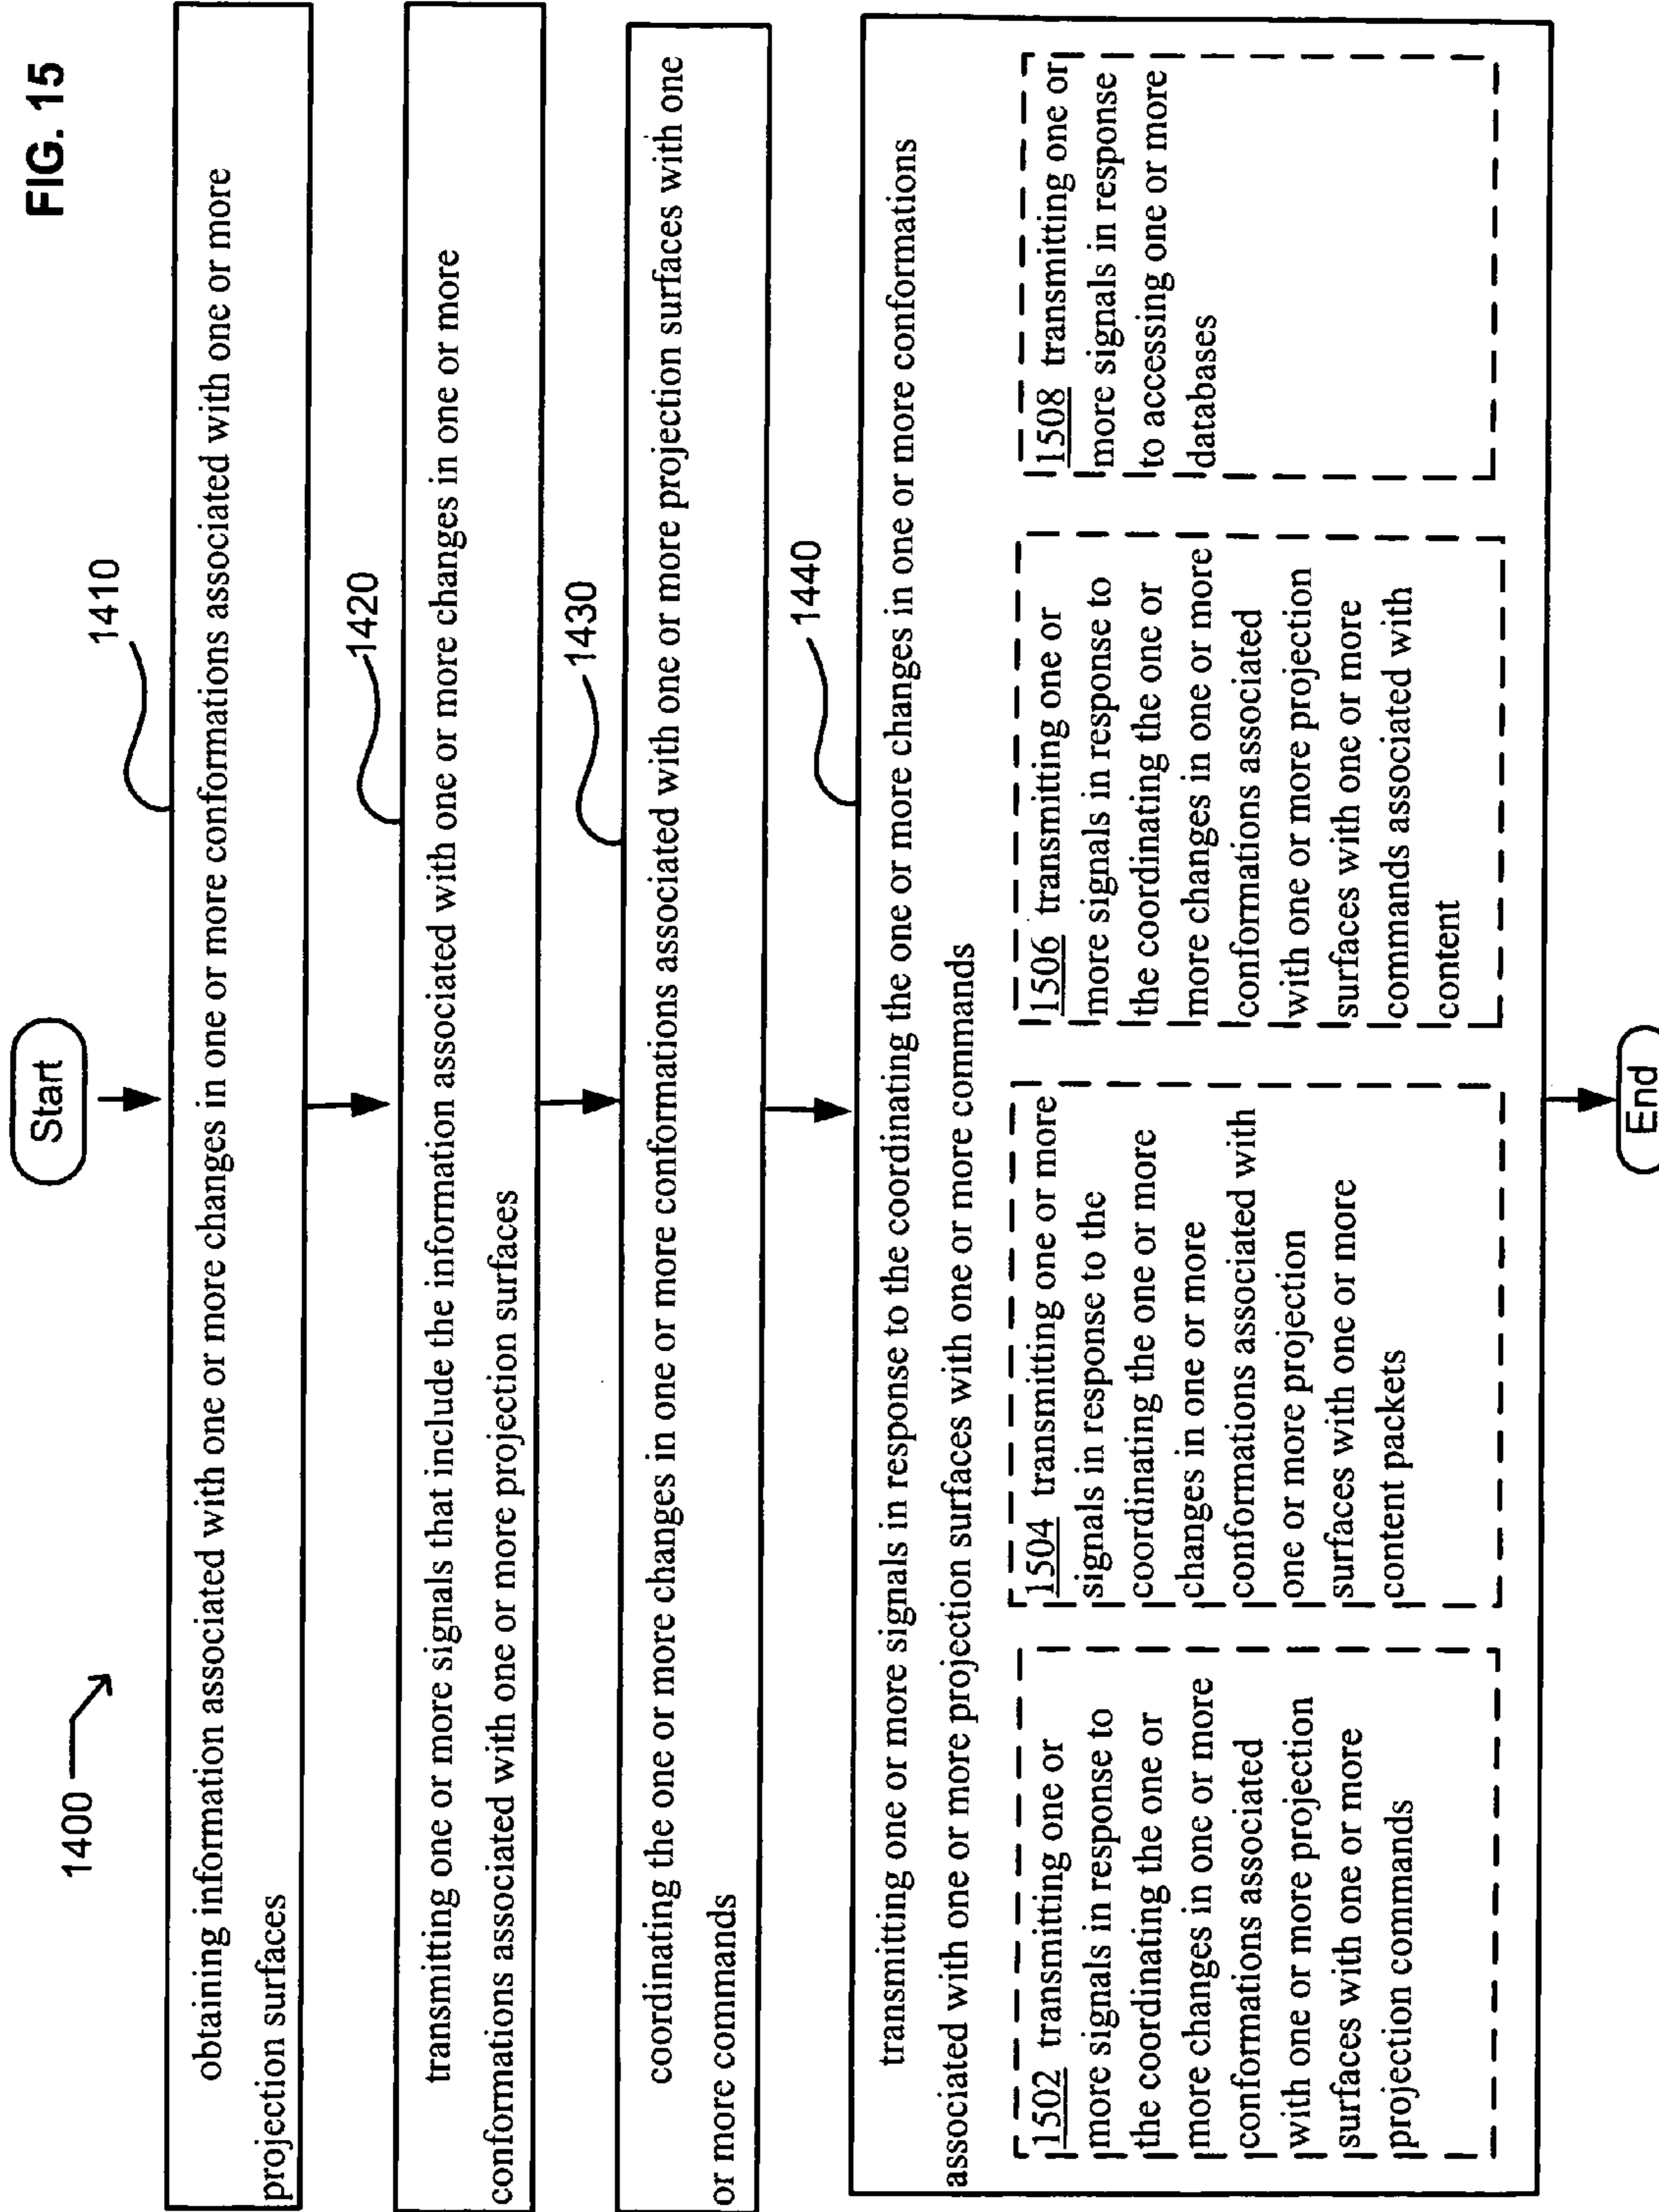 FIG. 15
1400
Start
1410
obtaining information associated with one or more changes in one or more conformations associated with one or more
projection surfaces
1420
transmitting one or more signals that include the information associated with one or more changes in one or more
conformations associated with one or more projection surfaces
1430
coordinating the one or more changes in one or more conformations associated with one or more projection surfaces with one
or more commands
1440
transmitting one or more signals in response to the coordinating the one or more changes in one or more conformations
associated with one or more projection surfaces with one or more commands
1502 transmitting one or
more signals in response to
the coordinating the one or
more changes in one or more
conformations associated
with one or more projection
surfaces with one or more
projection commands
1504 transmitting one or more
signals in response to the
coordinating the one or more
changes in one or more
conformations associated with
one or more projection
surfaces with one or more
content packets
1506 transmitting one or
more signals in response to
the coordinating the one or
more changes in one or more
conformations associated
with one or more projection
surfaces with one or more
commands associated with
content
1508 transmitting one or
more signals in response
to accessing one or more
databases
End